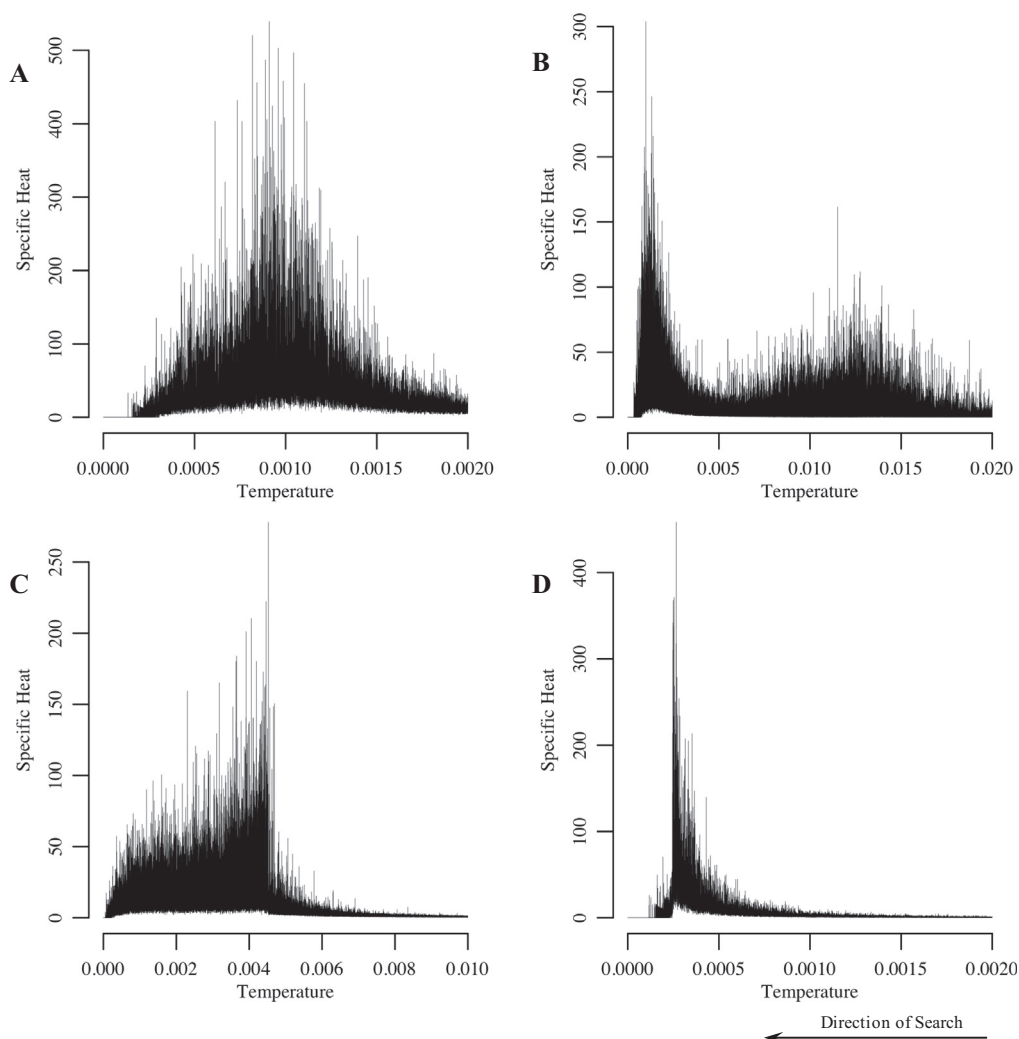 A
Specific Heat
0 100 200 300 400 500
0.0000 0.0005 0.0010 0.0015 0.0020
Temperature
B
Specific Heat
0 50 100 150 200 250 300
0.000 0.005 0.010 0.015 0.020
Temperature
C
Specific Heat
0 50 100 150 200 250
0.000 0.002 0.004 0.006 0.008 0.010
Temperature
D
Specific Heat
0 100 200 300 400
0.0000 0.0005 0.0010 0.0015 0.0020
Temperature
Direction of Search